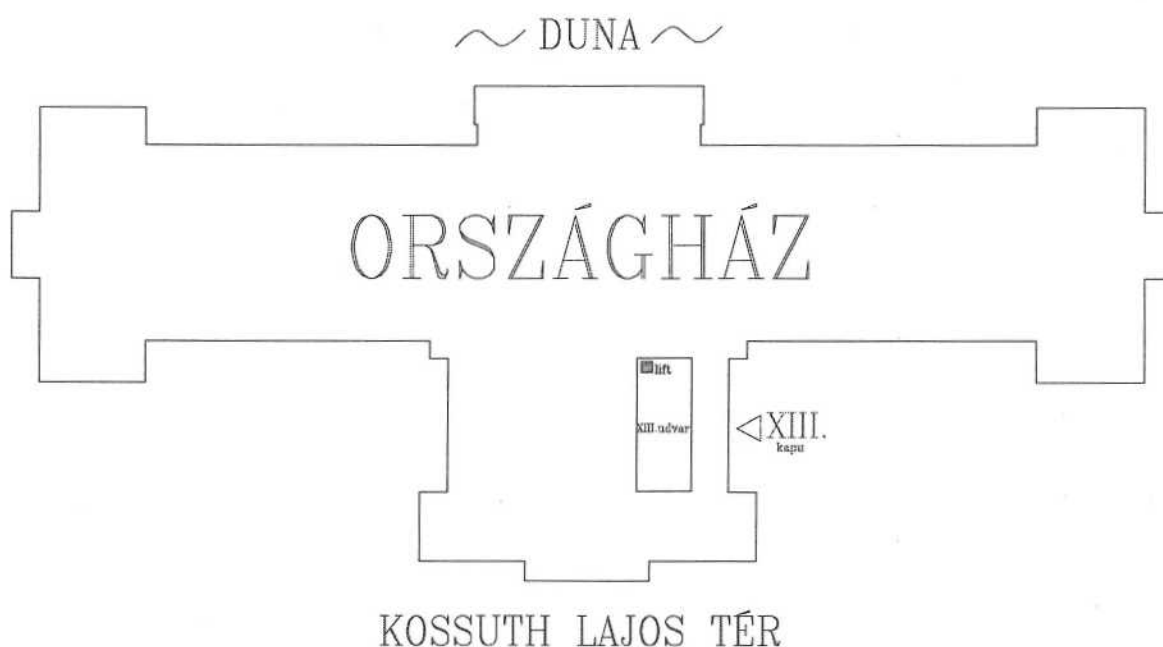 DUNA
ORSZÁGHÁZ
lift
XIII.udvar
XIII.
kapu
KOSSUTH LAJOS TÉR